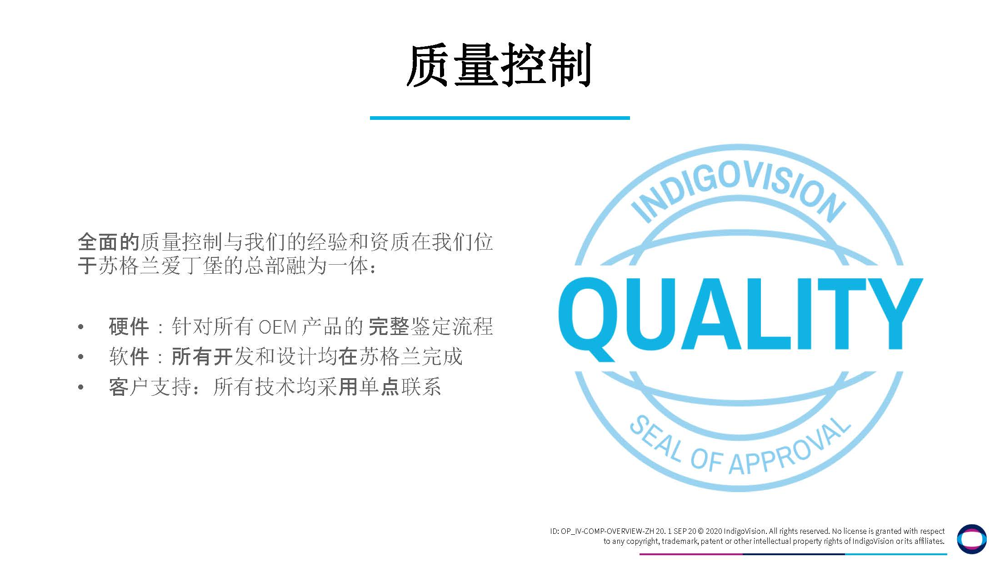 质量控制
全面的质量控制与我们的经验和资质在我们位
于苏格兰爱丁堡的总部融为一体：
• 硬件：针对所有 OEM 产品的 完整鉴定流程
• 软件：所有开发和设计均在苏格兰完成
• 客户支持：所有技术均采用单点联系
INDIGOVISION
QUALITY
SEAL OF APPROVAL
ID: OP_IV-COMP-OVERVIEW-ZH 20. 1 SEP 20 © 2020 IndigoVision. All rights reserved. No license is granted with respect
to any copyright, trademark, patent or other intellectual property rights of IndigoVision or its affiliates.